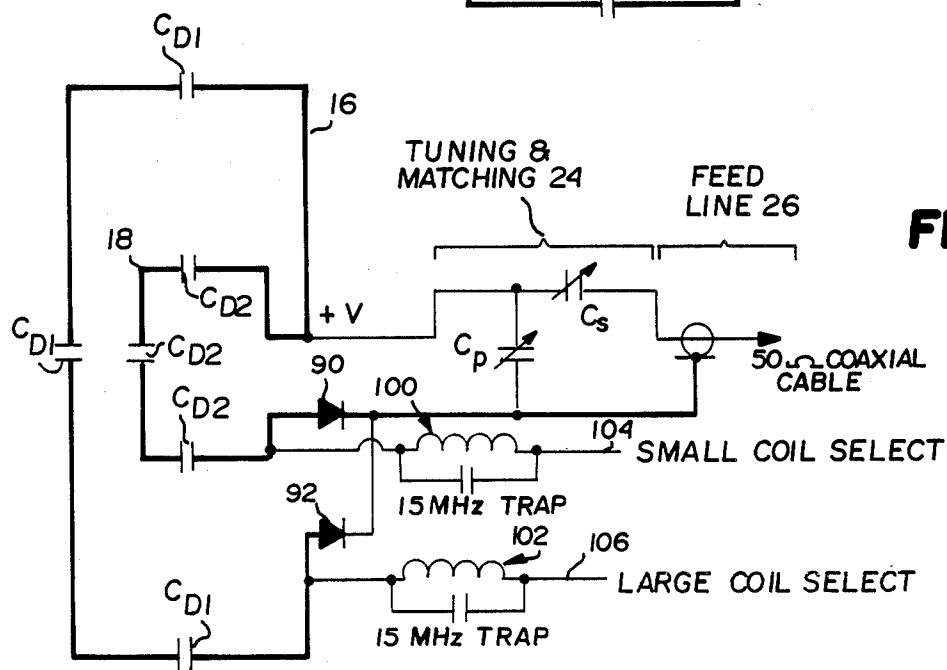 CD1
16
TUNING &
MATCHING 24
FEED
LINE 26
18
CD2
+ V
Cs
CD1
CD2
Cp
90
100
50Ω COAXIAL
CABLE
CD2
104
SMALL COIL SELECT
15 MHz TRAP
92
102
106
LARGE COIL SELECT
CD1
15 MHz TRAP